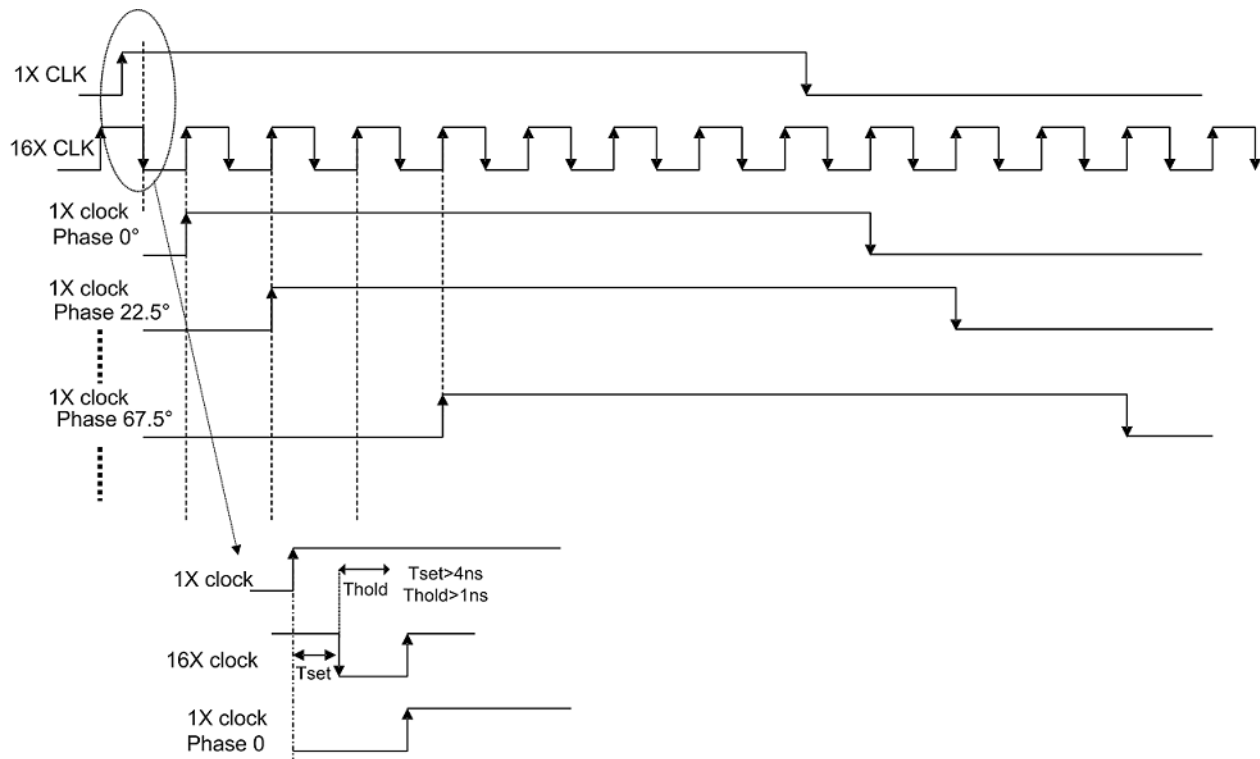 1X CLK
16X CLK
1X clock
Phase 0°
1X clock
Phase 22.5°
1X clock
Phase 67.5°
1X clock
Thold
Tset>4ns
Thold>1ns
16X clock
Tset
1X clock
Phase 0